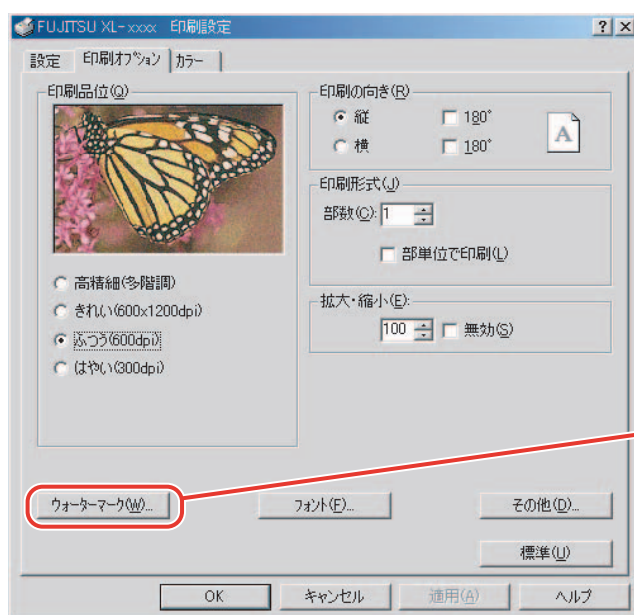 FUJITSU XL-xxxx 印刷設定
設定 印刷オプション カラー
印刷品位(Q)
高精細(多階調)
きれい(600x1200dpi)
ふつう(600dpi)
はやい(300dpi)
印刷の向き(R)
縦 180°
横 180°
A
印刷形式(J)
部数(C): 1
部単位で印刷(L)
拡大・縮小(E):
100 無効(S)
ウォーターマーク(W)... フォント(F)... その他(D)...
標準(U)
OK キャンセル 適用(A) ヘルプ